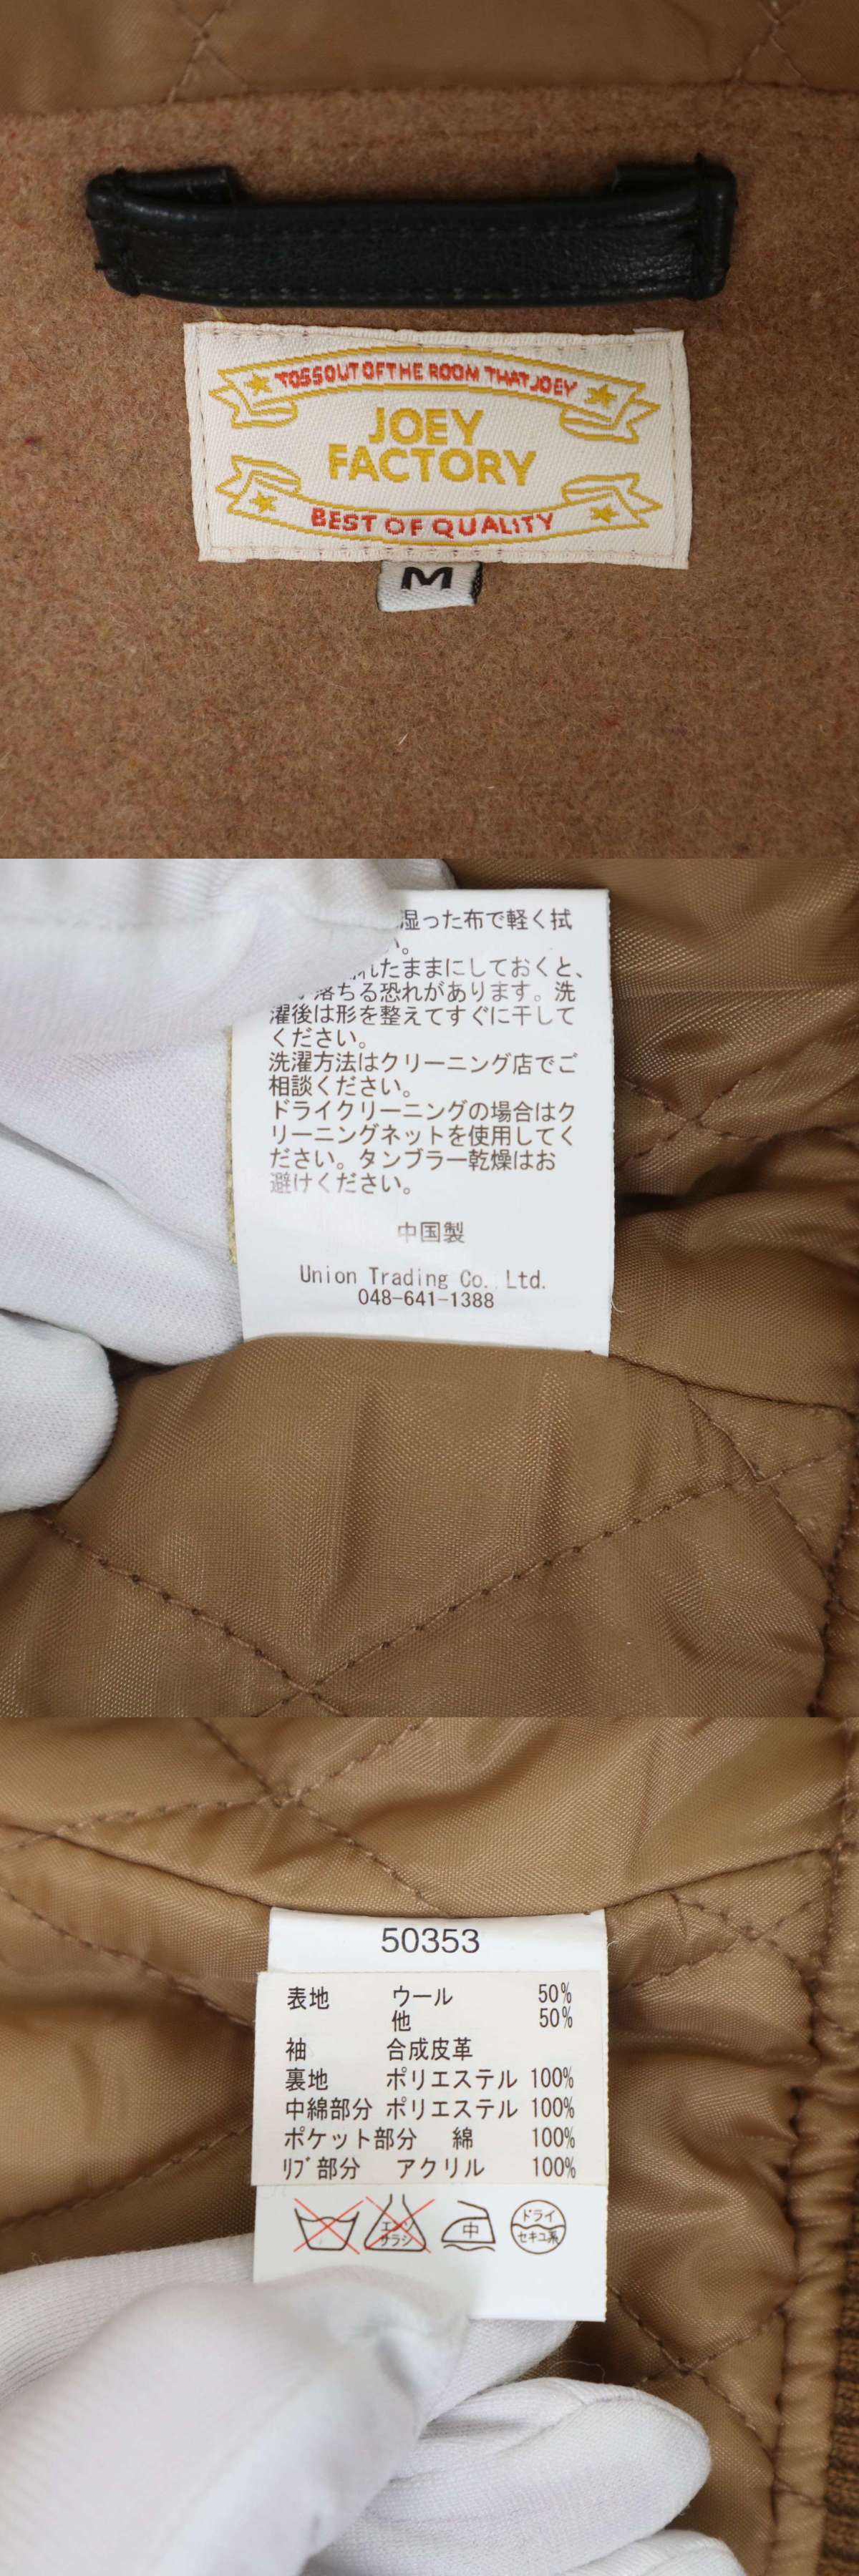 TOSSOUTOFTHE ROOM THATJOEY
JOEY
FACTORY
BEST OF QUALITY
M
湿った布で軽く拭
い。
れたままにしておくと、
落ちる恐れがあります。洗
濯後は形を整えてすぐに干して
ください。
洗濯方法はクリーニング店でご
相談ください。
ドライクリーニングの場合はク
リーニングネットを使用してく
ださい。タンブラー乾燥はお
避けください。
中国製
Union Trading Co. Ltd.
048-641-1388
50353
表地 ウール 50%
他 50%
袖 合成皮革
裏地 ポリエステル 100%
中綿部分 ポリエステル 100%
ポケット部分 綿 100%
ﾘﾌﾞ部分 アクリル 100%
エンソ
サラシ
中
ドライ
セキユ系